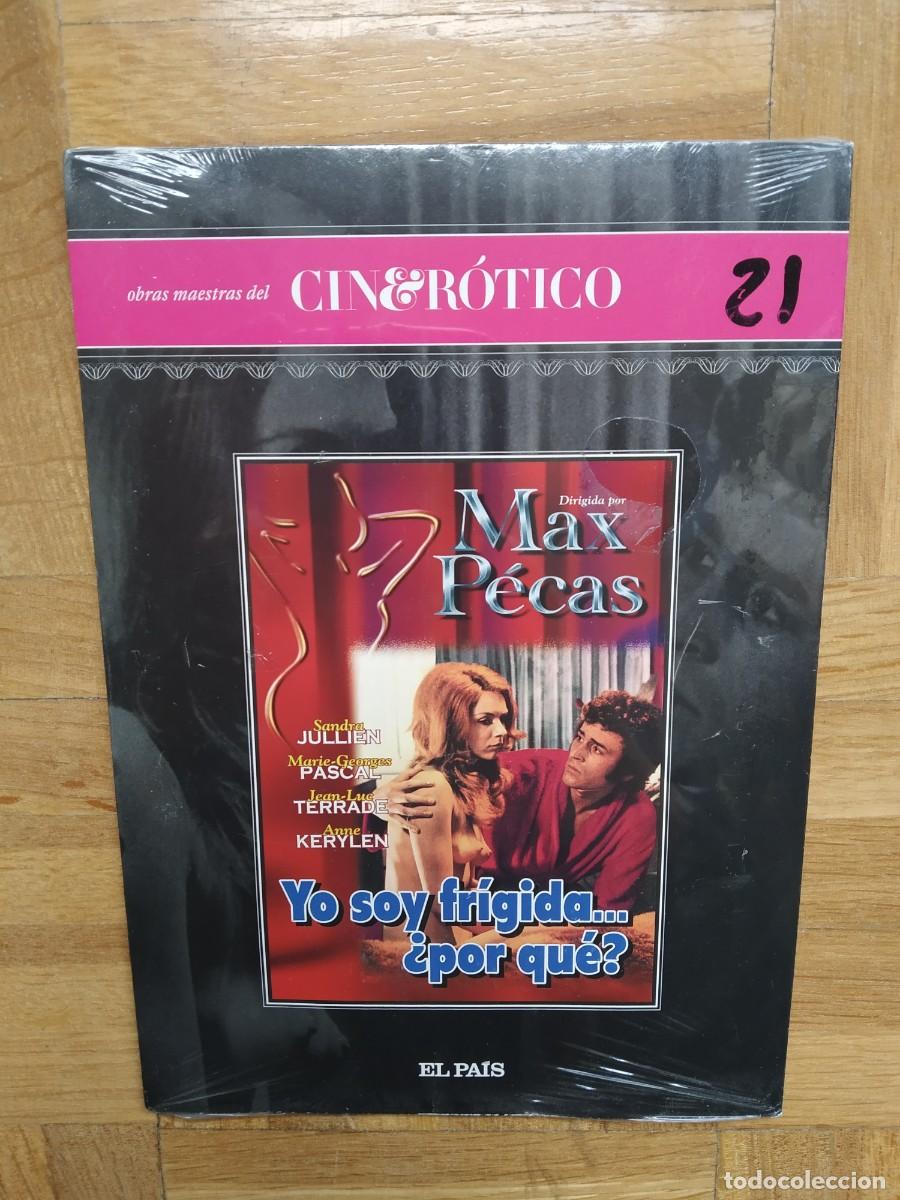 obras maestras del CIN&RÓTICO 21
Dirigida por
Max
Pécas
Sandra
JULLIEN
Marie-Georges
PASCAL
Jean-Luc
TERRADE
Anne
KERYLEN
Yo soy frígida...
¿por qué?
EL PAÍS
todocoleccion